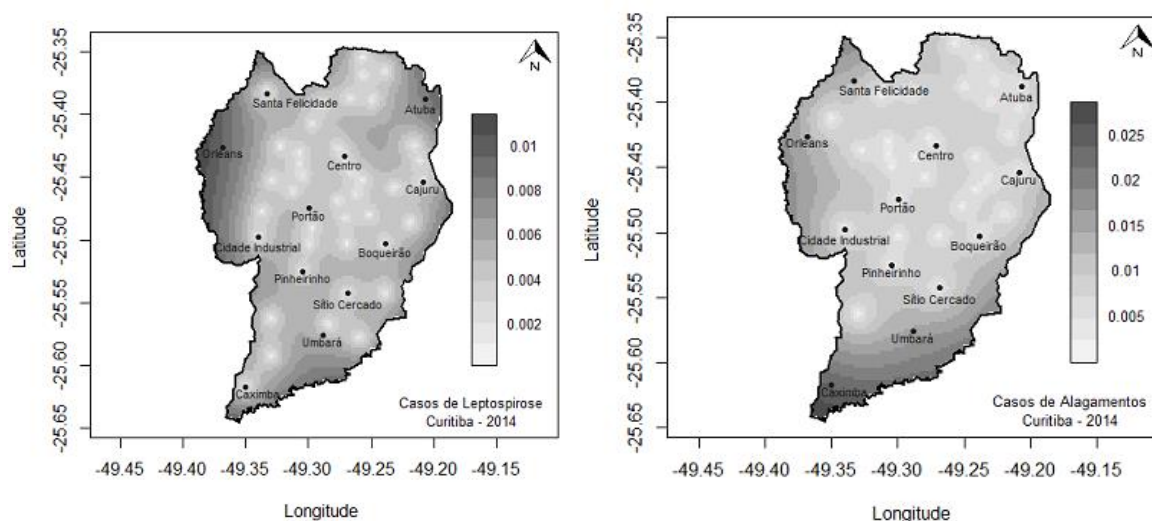 -25.35
-25.40
-25.45
-25.50
-25.55
-25.60
-25.65
Latitude
N
Santa Felicidade
Atuba
Orleans
Centro
Cajuru
Portão
Cidade Industrial
Boqueirão
Pinheirinho
Sítio Cercado
Umbará
Caximba
0.01
0.008
0.006
0.004
0.002
Casos de Leptospirose
Curitiba - 2014
-49.45 -49.40 -49.35 -49.30 -49.25 -49.20 -49.15
Longitude
-25.35
-25.40
-25.45
-25.50
-25.55
-25.60
-25.65
Latitude
N
Santa Felicidade
Atuba
Orleans
Centro
Cajuru
Portão
Cidade Industrial
Boqueirão
Pinheirinho
Sítio Cercado
Umbará
Caximba
0.025
0.02
0.015
0.01
0.005
Casos de Alagamentos
Curitiba - 2014
-49.45 -49.40 -49.35 -49.30 -49.25 -49.20 -49.15
Longitude